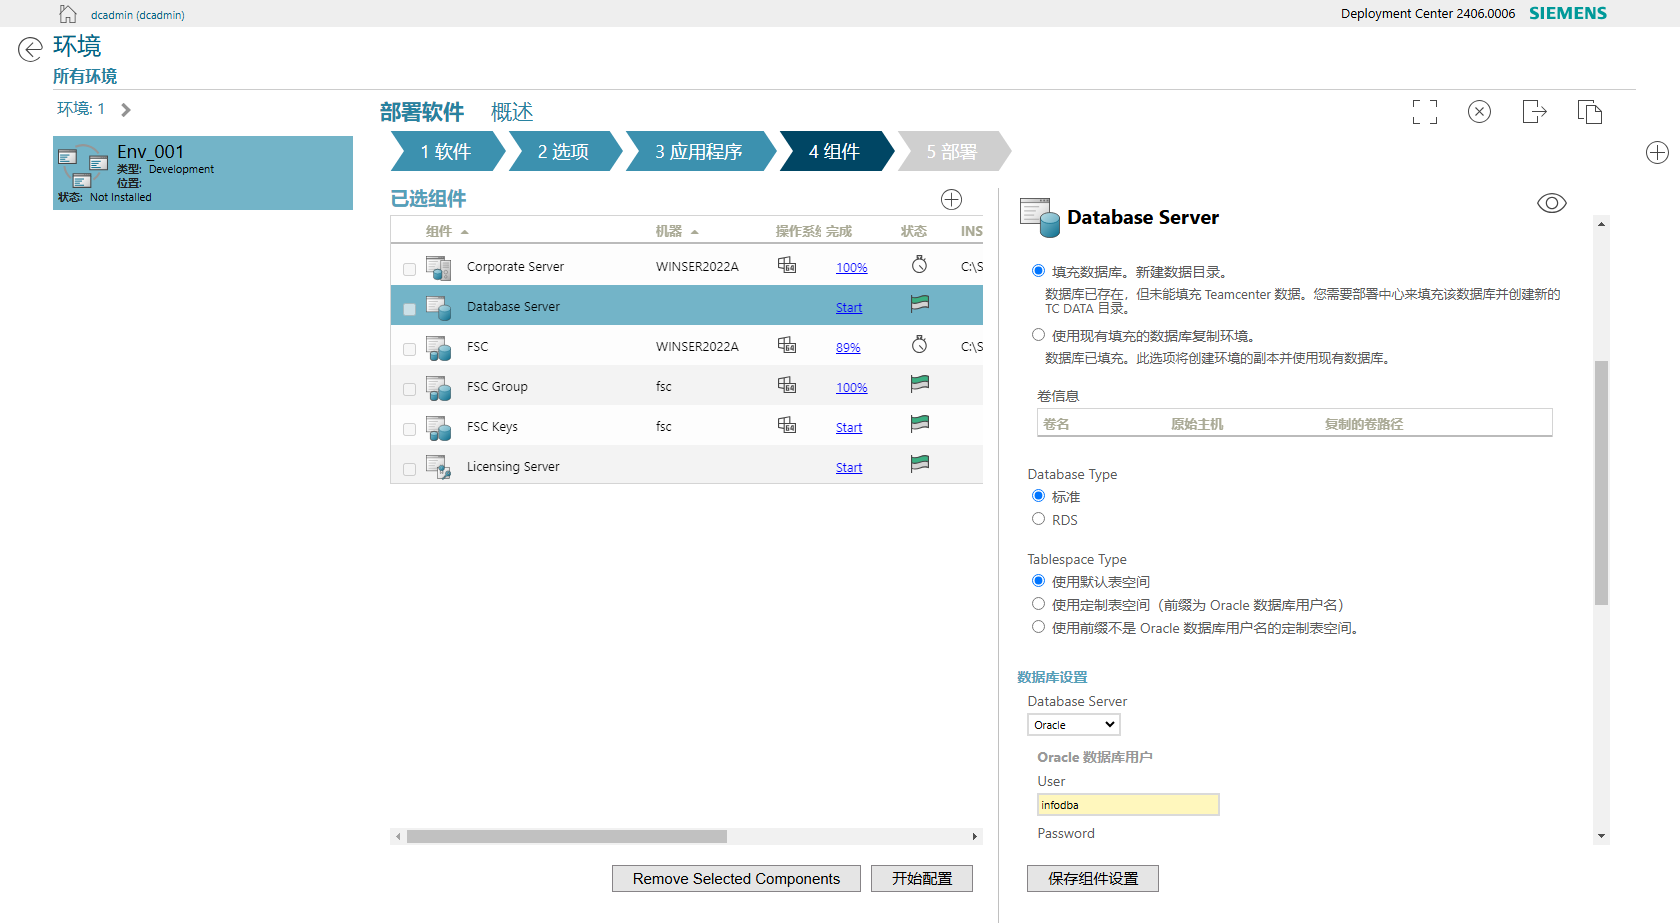 dcadmin (dcadmin)
Deployment Center 2406.0006 SIEMENS
环境
所有环境
环境: 1
Env_001
类型: Development
位置:
状态: Not Installed
部署软件 概述
1 软件 2 选项 3 应用程序 4 组件 5 部署
已选组件
组件 机器 操作系统 完成 状态 INS
Corporate Server WINSER2022A 64 100% C:\S
Database Server Start
FSC WINSER2022A 64 89% C:\S
FSC Group fsc 64 100%
FSC Keys fsc 64 Start
Licensing Server Start
Remove Selected Components 开始配置
Database Server
填充数据库。新建数据目录。
数据库已存在，但未能填充 Teamcenter 数据。您需要部署中心来填充该数据库并创建新的
TC DATA 目录。
使用现有填充的数据库复制环境。
数据库已填充。此选项将创建环境的副本并使用现有数据库。
卷信息
卷名 原始主机 复制的卷路径
Database Type
标准
RDS
Tablespace Type
使用默认表空间
使用定制表空间（前缀为 Oracle 数据库用户名）
使用前缀不是 Oracle 数据库用户名的定制表空间。
数据库设置
Database Server
Oracle
Oracle 数据库用户
User
infodba
Password
保存组件设置